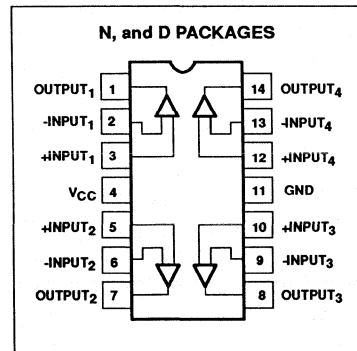 N, and D PACKAGES
OUTPUT1 1 14 OUTPUT4
-INPUT1 2 13 -INPUT4
+INPUT1 3 12 +INPUT4
VCC 4 11 GND
+INPUT2 5 10 +INPUT3
-INPUT2 6 9 -INPUT3
OUTPUT2 7 8 OUTPUT3